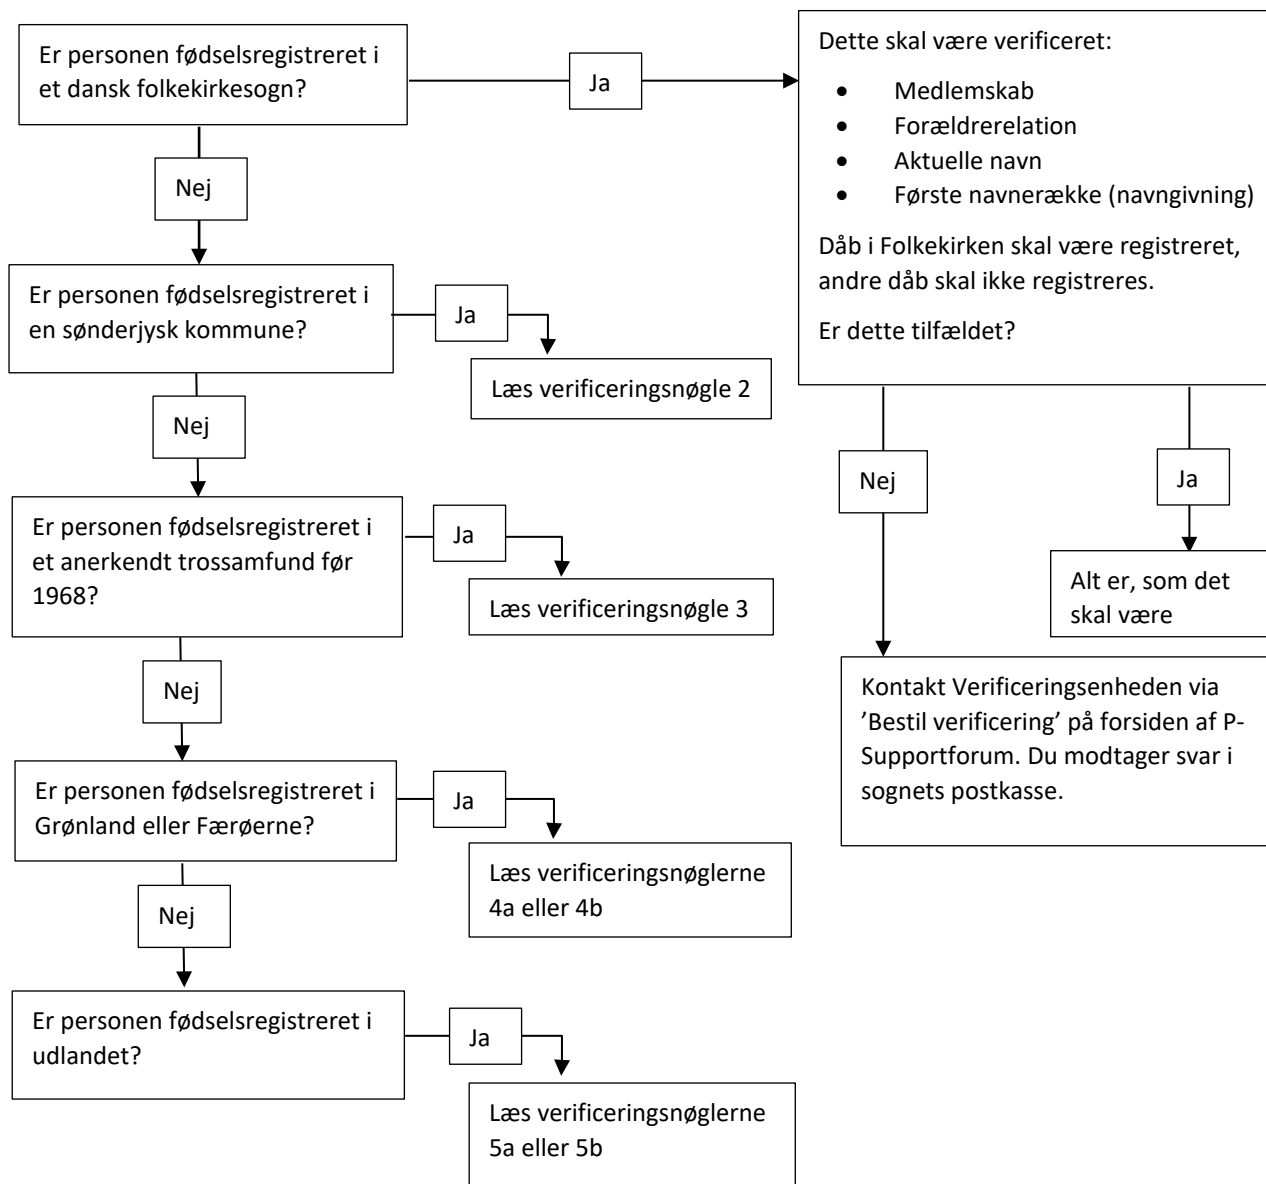 Er personen fødselsregistreret i
et dansk folkekirkesogn?
Ja
Dette skal være verificeret:
• Medlemskab
• Forældrerelation
• Aktuelle navn
• Første navnerække (navngivning)
Dåb i Folkekirken skal være registreret,
andre dåb skal ikke registreres.
Er dette tilfældet?
Nej
Er personen fødselsregistreret i
en sønderjysk kommune?
Ja
Læs verificeringsnøgle 2
Nej
Er personen fødselsregistreret i
et anerkendt trossamfund før
1968?
Ja
Læs verificeringsnøgle 3
Nej
Er personen fødselsregistreret i
Grønland eller Færøerne?
Ja
Læs verificeringsnøglerne
4a eller 4b
Nej
Er personen fødselsregistreret i
udlandet?
Ja
Læs verificeringsnøglerne
5a eller 5b
Nej
Kontakt Verificeringsenheden via
’Bestil verificering’ på forsiden af P-
Supportforum. Du modtager svar i
sognets postkasse.
Ja
Alt er, som det
skal være